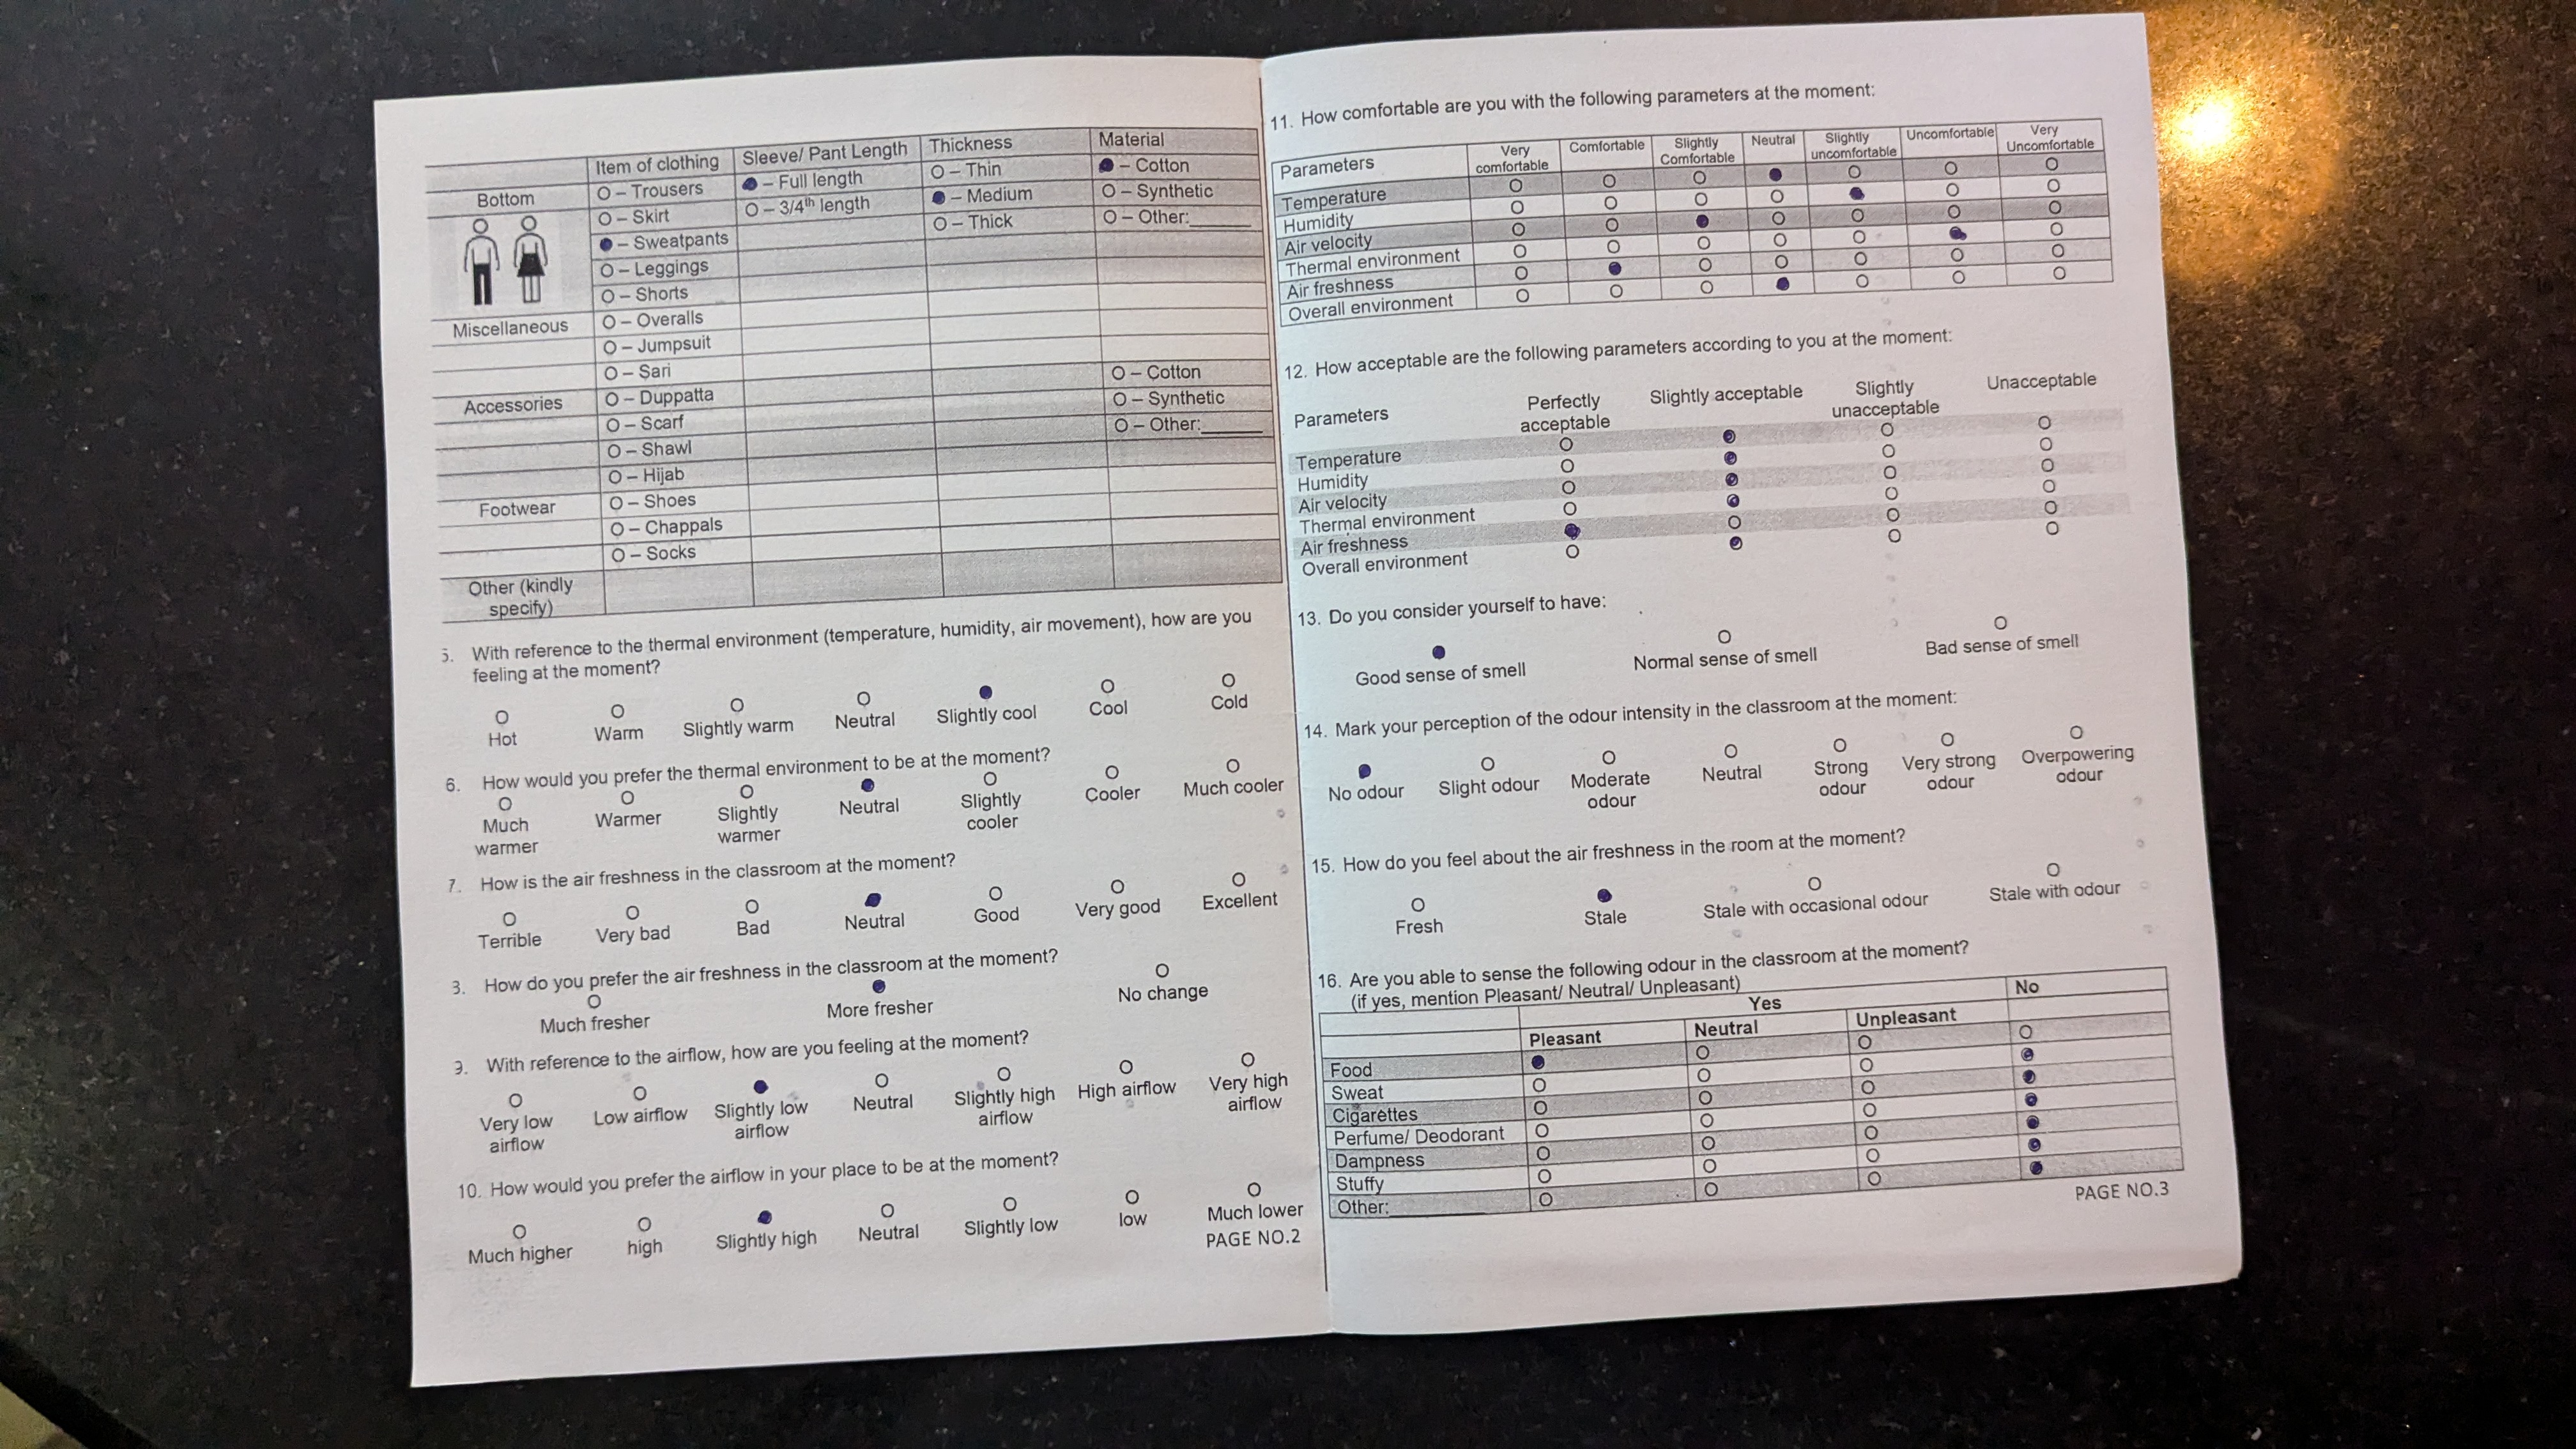 Item of clothing Sleeve/ Pant Length Thickness Material
Bottom O – Trousers ● – Full length O – Thin ● – Cotton
O – Skirt O – 3/4th length ● – Medium O – Synthetic
● – Sweatpants O – Thick O – Other:______
O – Leggings
O – Shorts
Miscellaneous O – Overalls
O – Jumpsuit
O – Sari O – Cotton
Accessories O – Duppatta O – Synthetic
O – Scarf O – Other:______
O – Shawl
O – Hijab
Footwear O – Shoes
O – Chappals
O – Socks
Other (kindly
specify)
5. With reference to the thermal environment (temperature, humidity, air movement), how are you
feeling at the moment?
O O O O ● O O
Hot Warm Slightly warm Neutral Slightly cool Cool Cold
6. How would you prefer the thermal environment to be at the moment?
O O O ● O O O
Much Warmer Slightly Neutral Slightly Cooler Much cooler
warmer warmer cooler
7. How is the air freshness in the classroom at the moment?
O O O ● O O O
Terrible Very bad Bad Neutral Good Very good Excellent
3. How do you prefer the air freshness in the classroom at the moment?
O ● O
Much fresher More fresher No change
9. With reference to the airflow, how are you feeling at the moment?
O O ● O O O O
Very low Low airflow Slightly low Neutral Slightly high High airflow Very high
airflow airflow airflow airflow
10. How would you prefer the airflow in your place to be at the moment?
O O ● O O O O
Much higher high Slightly high Neutral Slightly low low Much lower
PAGE NO.2
11. How comfortable are you with the following parameters at the moment:
Parameters Very Comfortable Slightly Neutral Slightly Uncomfortable Very
comfortable Comfortable uncomfortable Uncomfortable
Temperature O O O ● O O O
Humidity O O O O ● O O
Air velocity O O ● O O O O
Thermal environment O O O O O ● O
Air freshness O ● O O O O O
Overall environment O O O ● O O O
12. How acceptable are the following parameters according to you at the moment:
Parameters Perfectly Slightly acceptable Slightly Unacceptable
acceptable unacceptable
Temperature O ● O O
Humidity O ● O O
Air velocity O ● O O
Thermal environment O ● O O
Air freshness ● O O O
Overall environment O ● O O
13. Do you consider yourself to have:
● O O
Good sense of smell Normal sense of smell Bad sense of smell
14. Mark your perception of the odour intensity in the classroom at the moment:
● O O O O O O
No odour Slight odour Moderate Neutral Strong Very strong Overpowering
odour odour odour odour
15. How do you feel about the air freshness in the room at the moment?
O ● O O
Fresh Stale Stale with occasional odour Stale with odour
16. Are you able to sense the following odour in the classroom at the moment?
(if yes, mention Pleasant/ Neutral/ Unpleasant)
Yes No
Pleasant Neutral Unpleasant
Food ● O O O
Sweat O O O ●
Cigarettes O O O ●
Perfume/ Deodorant O O O ●
Dampness O O O ●
Stuffy O O O ●
Other:__________ O O O ●
PAGE NO.3